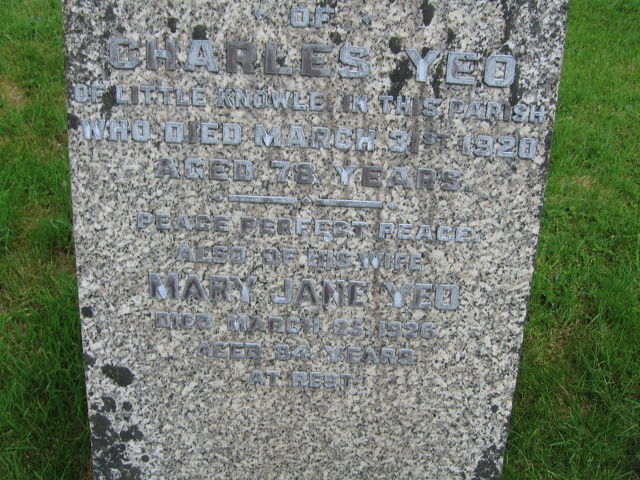 OF
CHARLES YEO
OF LITTLE KNOWLE IN THIS PARISH
WHO DIED MARCH 31ST 1920
AGED 78 YEARS.
PEACE PERFECT PEACE.
ALSO OF HIS WIFE
MARY JANE YEO
DIED MARCH 25 1926
AGED 84 YEARS.
AT REST